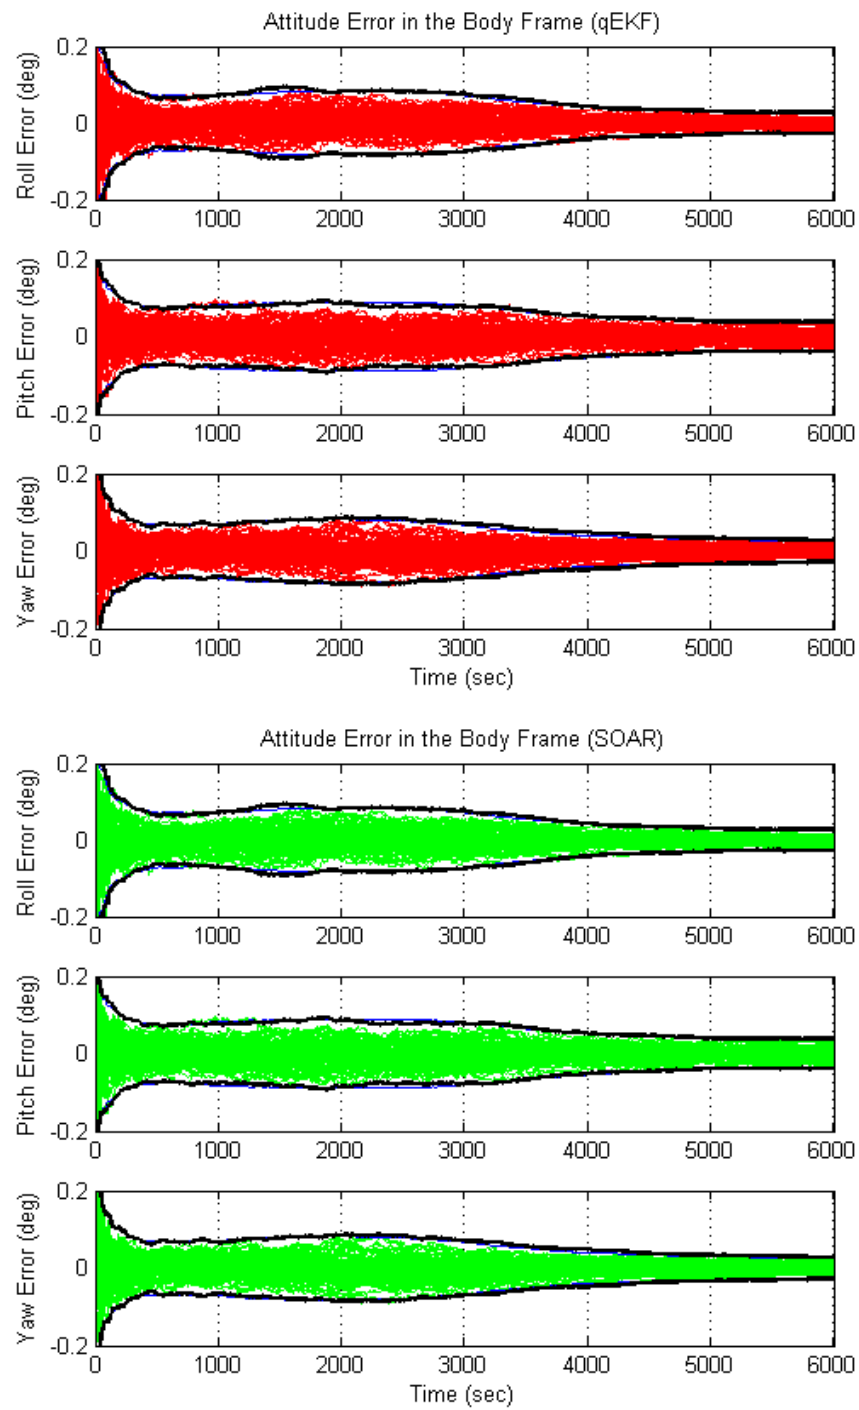 Attitude Error in the Body Frame (qEKF)
Roll Error (deg)
0.2
0
-0.2
0 1000 2000 3000 4000 5000 6000
Pitch Error (deg)
0.2
0
-0.2
0 1000 2000 3000 4000 5000 6000
Yaw Error (deg)
0.2
0
-0.2
0 1000 2000 3000 4000 5000 6000
Time (sec)
Attitude Error in the Body Frame (SOAR)
Roll Error (deg)
0.2
0
-0.2
0 1000 2000 3000 4000 5000 6000
Pitch Error (deg)
0.2
0
-0.2
0 1000 2000 3000 4000 5000 6000
Yaw Error (deg)
0.2
0
-0.2
0 1000 2000 3000 4000 5000 6000
Time (sec)